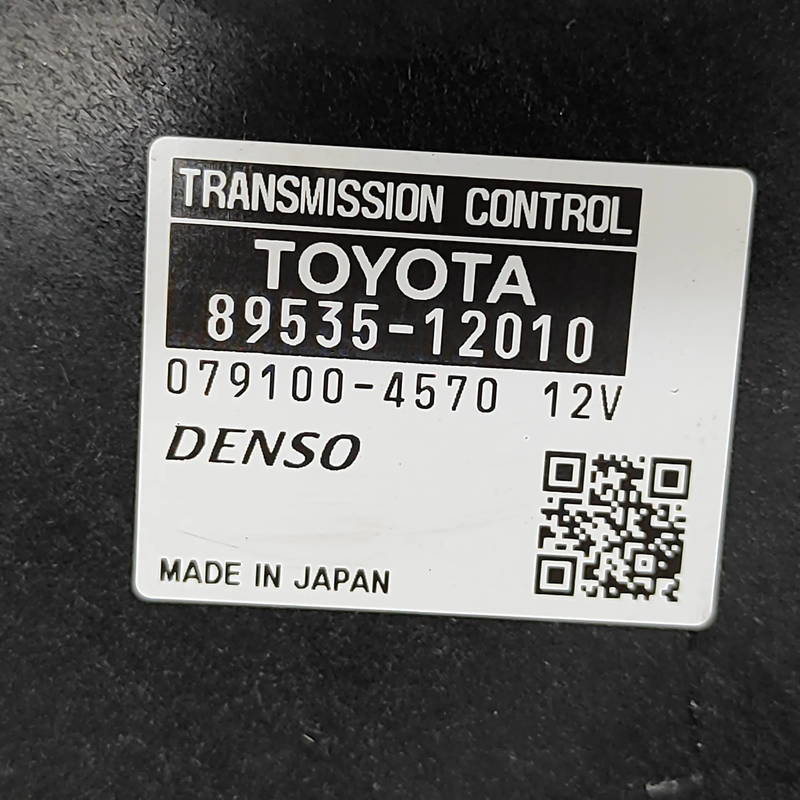 TRANSMISSION CONTROL
TOYOTA
89535-12010
079100-4570 12V
DENSO
MADE IN JAPAN